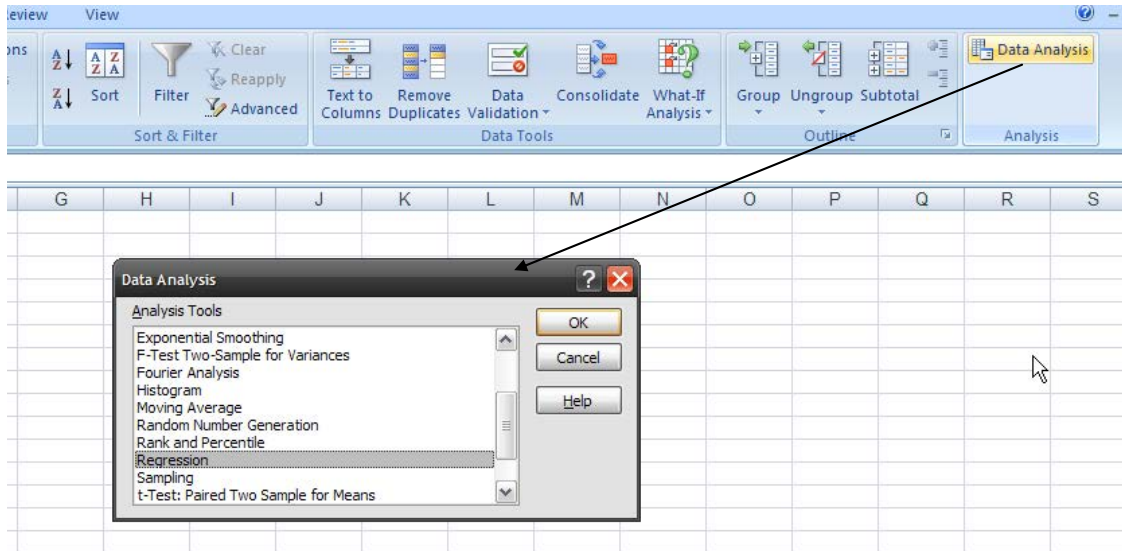 Review View
ons
Sort
Filter
Clear
Reapply
Advanced
Sort & Filter
Text to Columns
Remove Duplicates
Data Validation
Consolidate
What-If Analysis
Data Tools
Group
Ungroup
Subtotal
Outline
Data Analysis
Analysis
G H I J K L M N O P Q R S
Data Analysis
Analysis Tools
Exponential Smoothing
F-Test Two-Sample for Variances
Fourier Analysis
Histogram
Moving Average
Random Number Generation
Rank and Percentile
Regression
Sampling
t-Test: Paired Two Sample for Means
OK
Cancel
Help